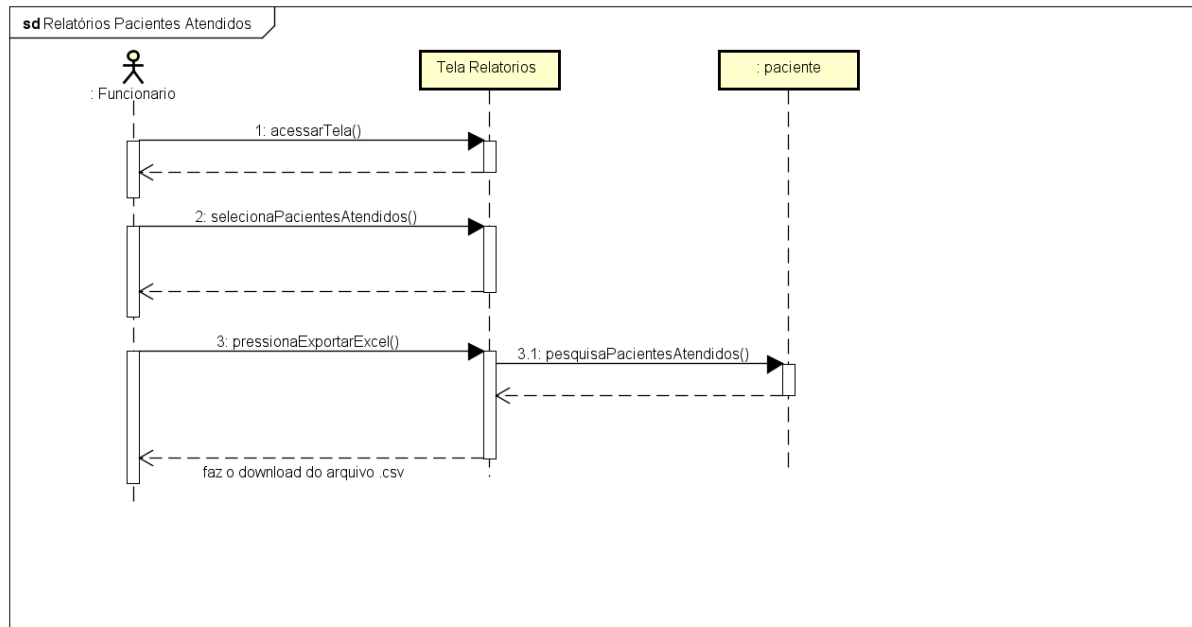 sd Relatórios Pacientes Atendidos
: Funcionario
Tela Relatorios
: paciente
1: acessarTela()
2: selecionaPacientesAtendidos()
3: pressionaExportarExcel()
3.1: pesquisaPacientesAtendidos()
faz o download do arquivo .csv